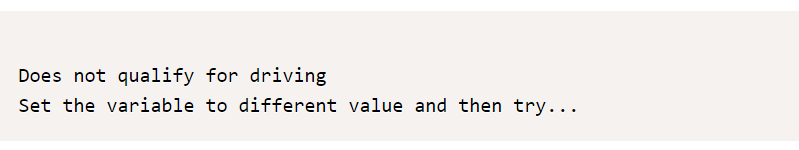 Does not qualify for driving
Set the variable to different value and then try...